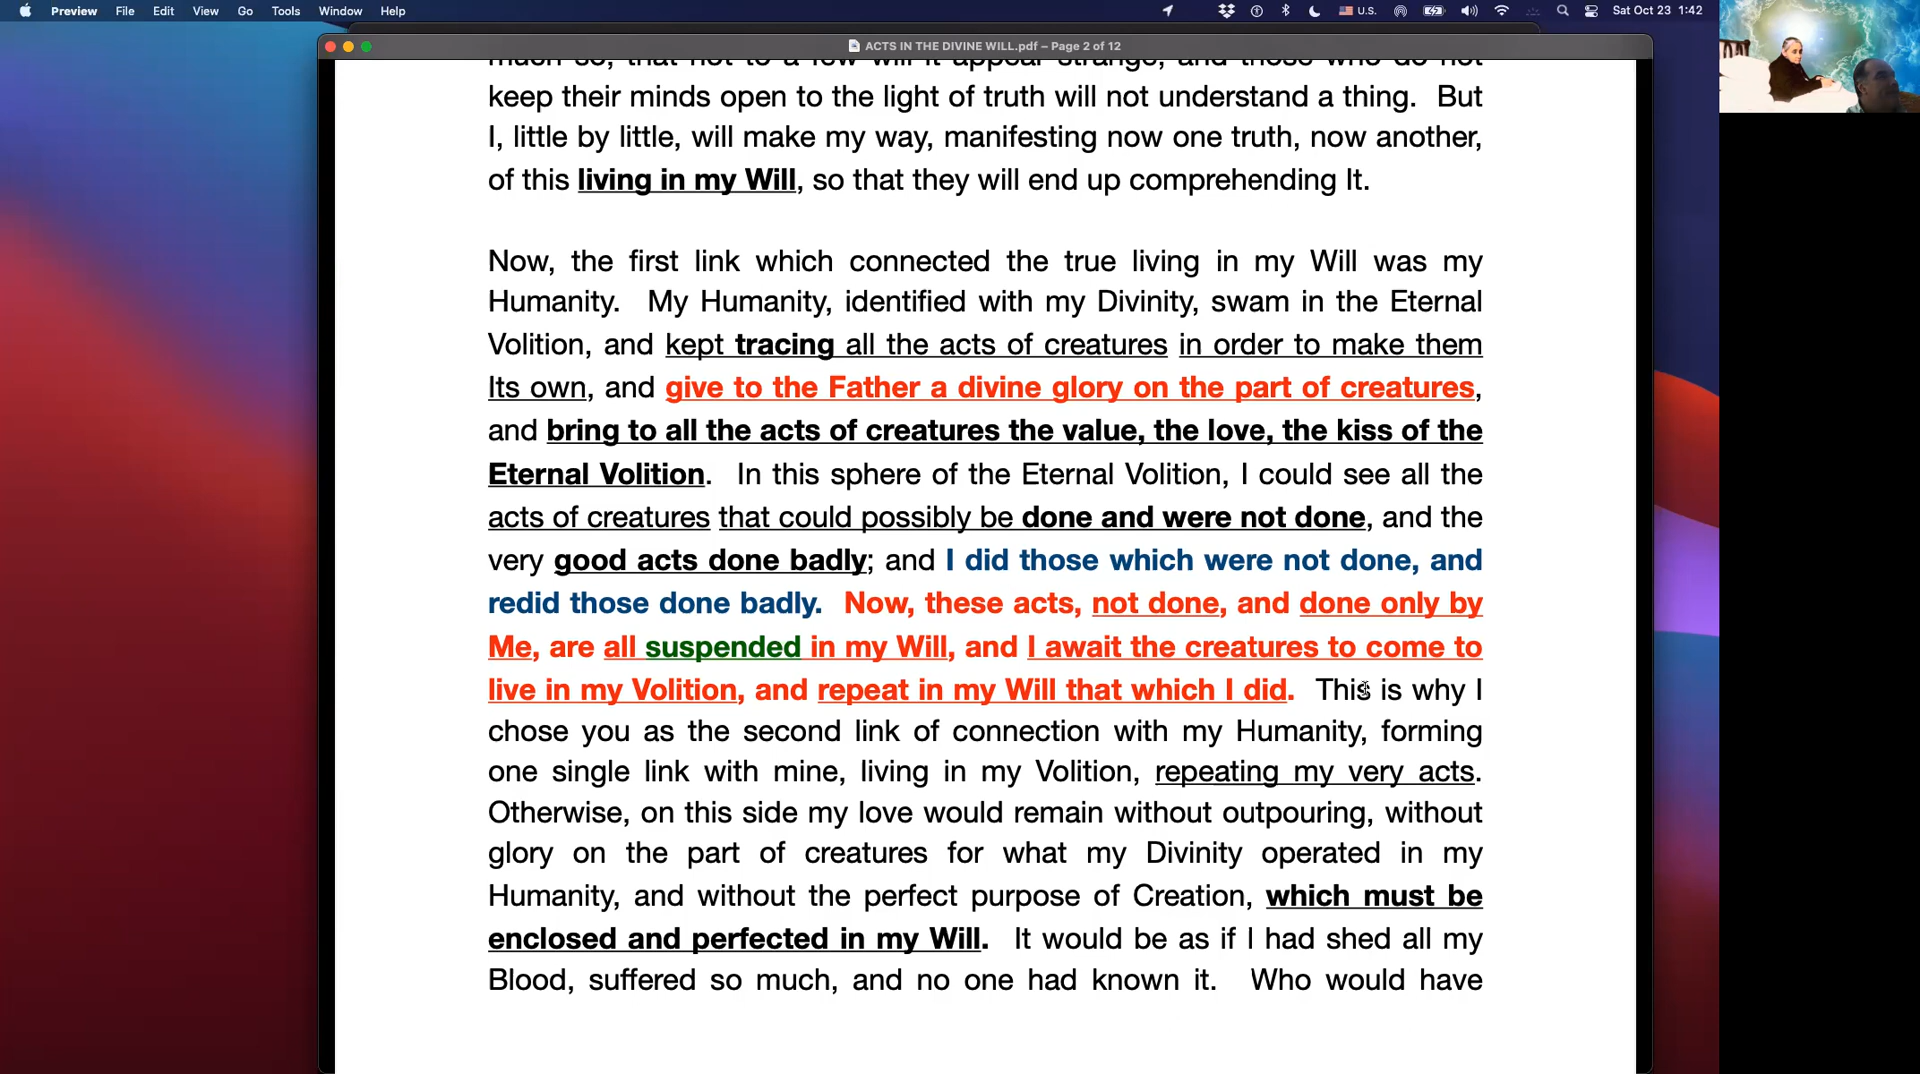 Preview File Edit View Go Tools Window Help U.S. Sat Oct 23 1:42
ACTS IN THE DIVINE WILL.pdf – Page 2 of 12
much so, that not to a few will it appear strange, and those who do not
keep their minds open to the light of truth will not understand a thing. But
I, little by little, will make my way, manifesting now one truth, now another,
of this living in my Will, so that they will end up comprehending It.
Now, the first link which connected the true living in my Will was my
Humanity. My Humanity, identified with my Divinity, swam in the Eternal
Volition, and kept tracing all the acts of creatures in order to make them
Its own, and give to the Father a divine glory on the part of creatures,
and bring to all the acts of creatures the value, the love, the kiss of the
Eternal Volition. In this sphere of the Eternal Volition, I could see all the
acts of creatures that could possibly be done and were not done, and the
very good acts done badly; and I did those which were not done, and
redid those done badly. Now, these acts, not done, and done only by
Me, are all suspended in my Will, and I await the creatures to come to
live in my Volition, and repeat in my Will that which I did. This is why I
chose you as the second link of connection with my Humanity, forming
one single link with mine, living in my Volition, repeating my very acts.
Otherwise, on this side my love would remain without outpouring, without
glory on the part of creatures for what my Divinity operated in my
Humanity, and without the perfect purpose of Creation, which must be
enclosed and perfected in my Will. It would be as if I had shed all my
Blood, suffered so much, and no one had known it. Who would have